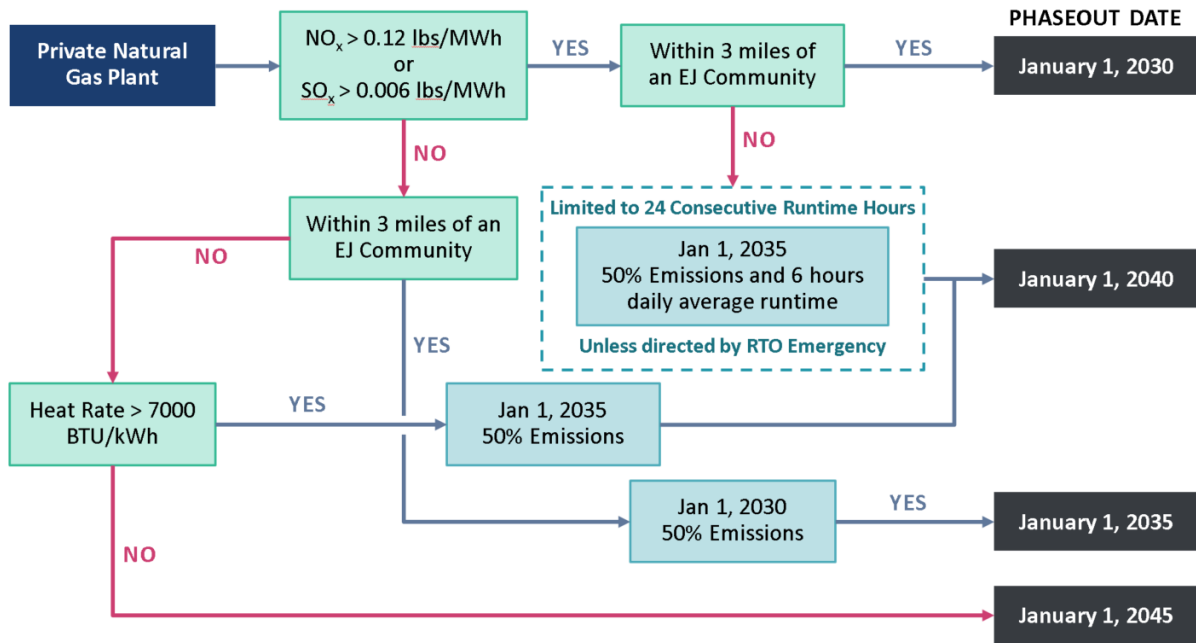 PHASEOUT DATE
Private Natural
Gas Plant
NOx > 0.12 lbs/MWh
or
SOx > 0.006 lbs/MWh
YES
Within 3 miles of
an EJ Community
YES
January 1, 2030
NO
NO
Within 3 miles of an
EJ Community
NO
Limited to 24 Consecutive Runtime Hours
Jan 1, 2035
50% Emissions and 6 hours
daily average runtime
Unless directed by RTO Emergency
January 1, 2040
YES
Heat Rate > 7000
BTU/kWh
YES
Jan 1, 2035
50% Emissions
Jan 1, 2030
50% Emissions
YES
January 1, 2035
NO
January 1, 2045